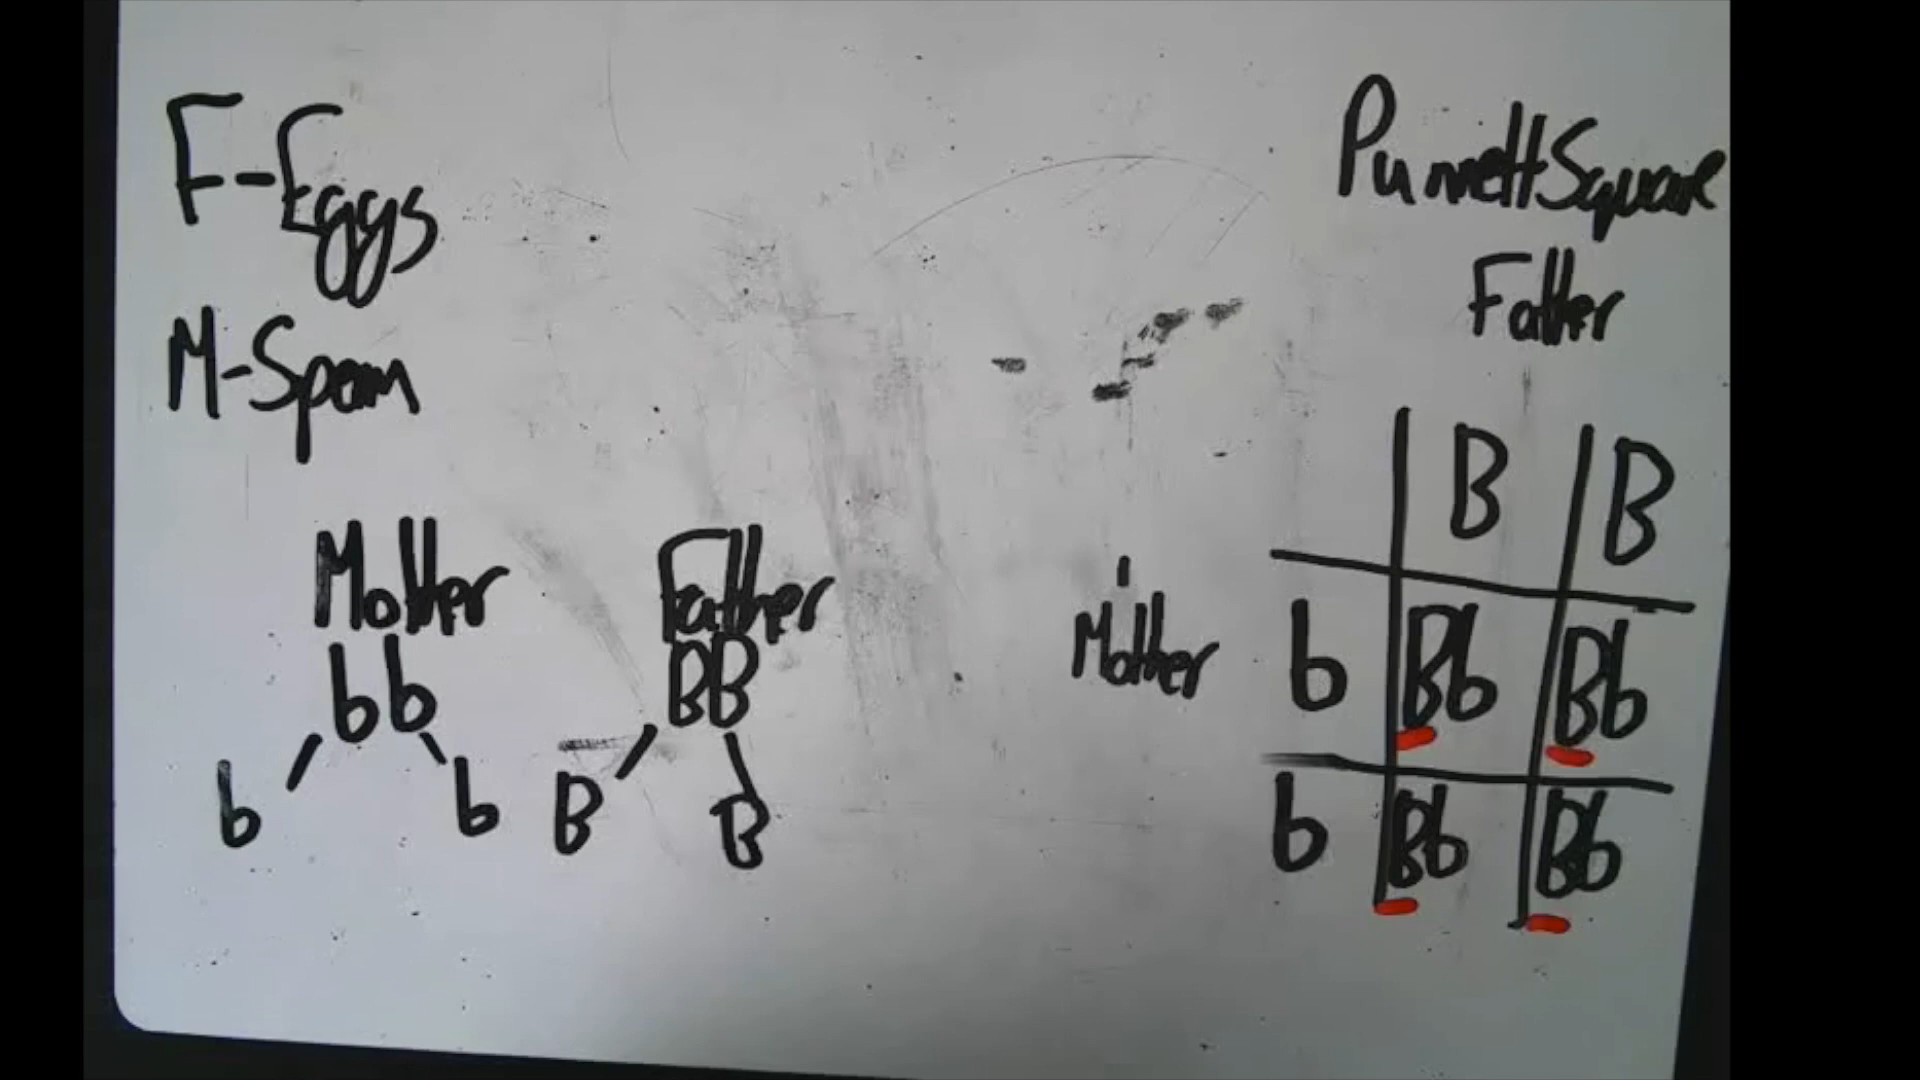 F-Eggs
M-Sperm
Mother
bb
b b
Father
BB
B B
Punnett Square
Father
Mother
B B
b Bb Bb
b Bb Bb